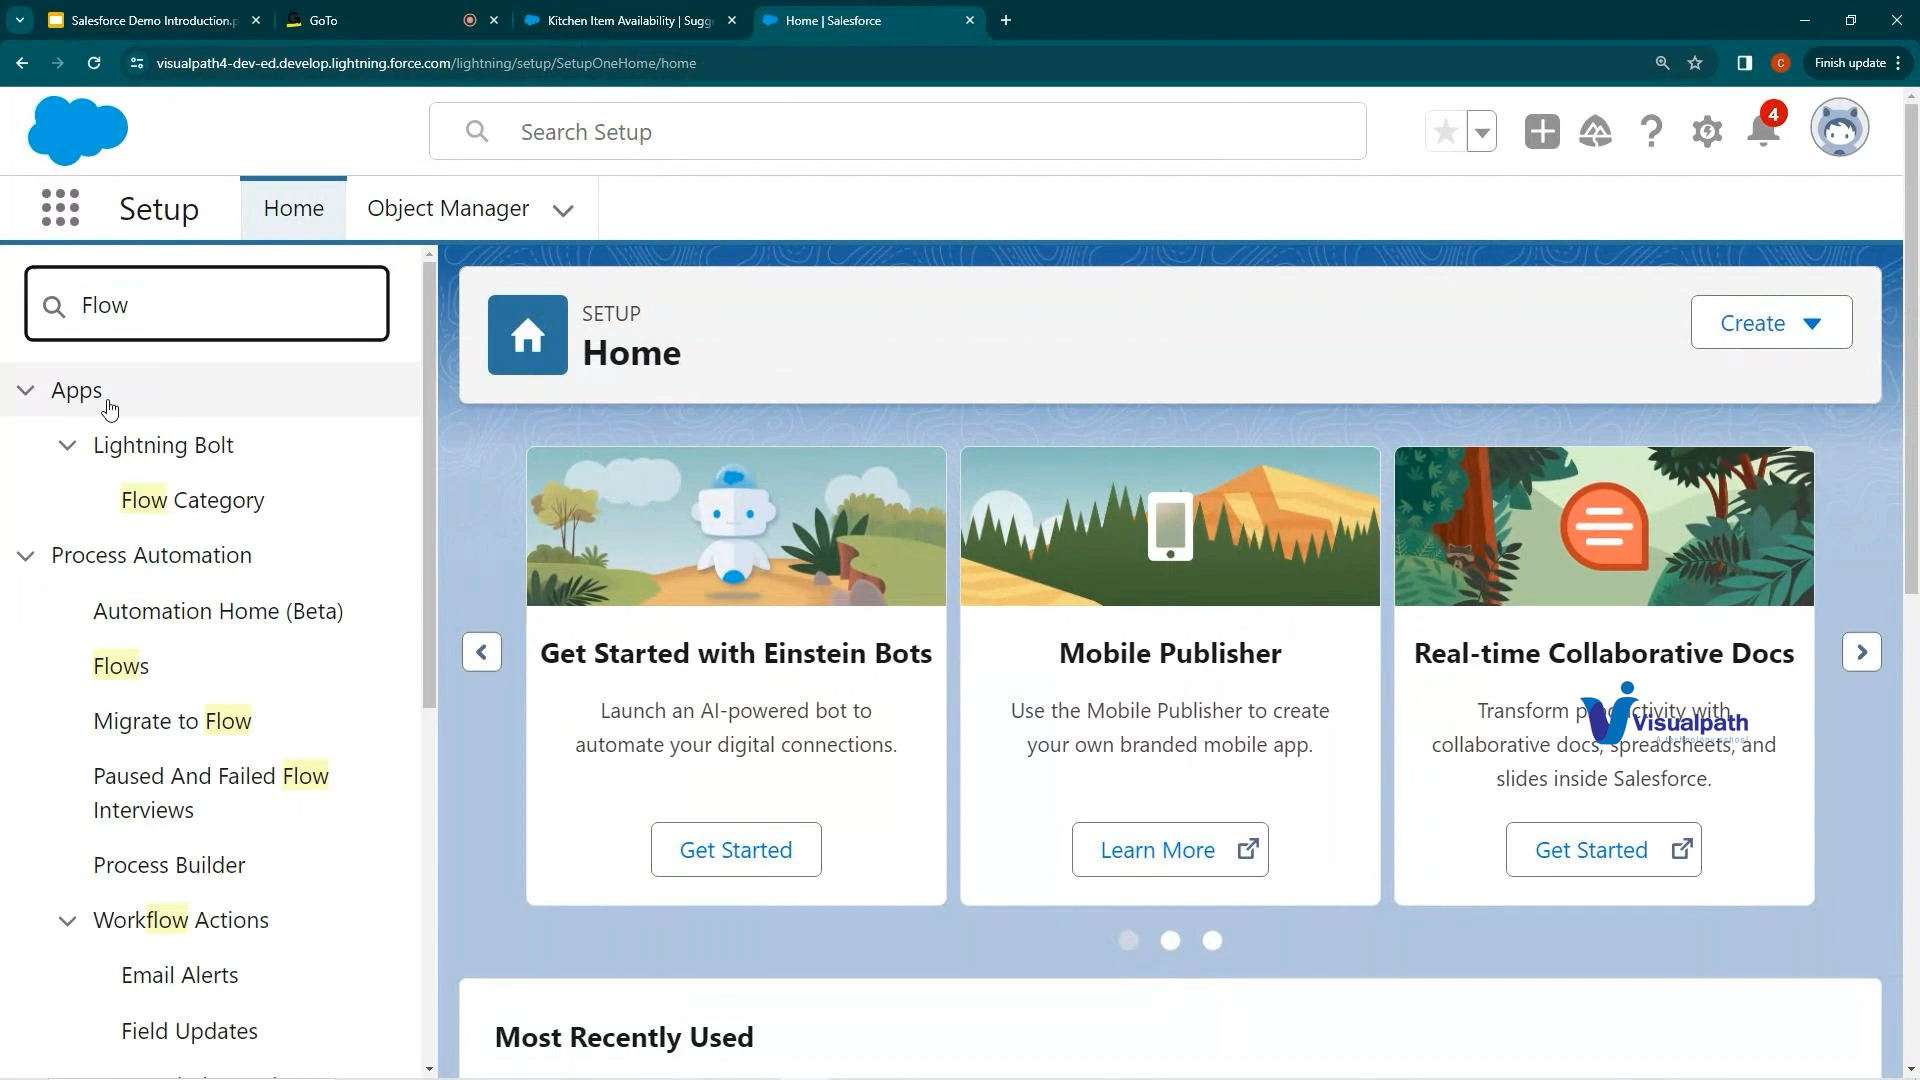 Salesforce Demo Introduction.p
GoTo
Kitchen Item Availability | Sugg
Home | Salesforce
visualpath4-dev-ed.develop.lightning.force.com/lightning/setup/SetupOneHome/home
C
Finish update
Search Setup
4
Setup
Home
Object Manager
Flow
Apps
Lightning Bolt
Flow Category
Process Automation
Automation Home (Beta)
Flows
Migrate to Flow
Paused And Failed Flow
Interviews
Process Builder
Workflow Actions
Email Alerts
Field Updates
SETUP
Home
Create
Get Started with Einstein Bots
Launch an AI-powered bot to
automate your digital connections.
Get Started
Mobile Publisher
Use the Mobile Publisher to create
your own branded mobile app.
Learn More
Real-time Collaborative Docs
Transform productivity with
collaborative docs, spreadsheets, and
slides inside Salesforce.
Get Started
Visualpath
Most Recently Used